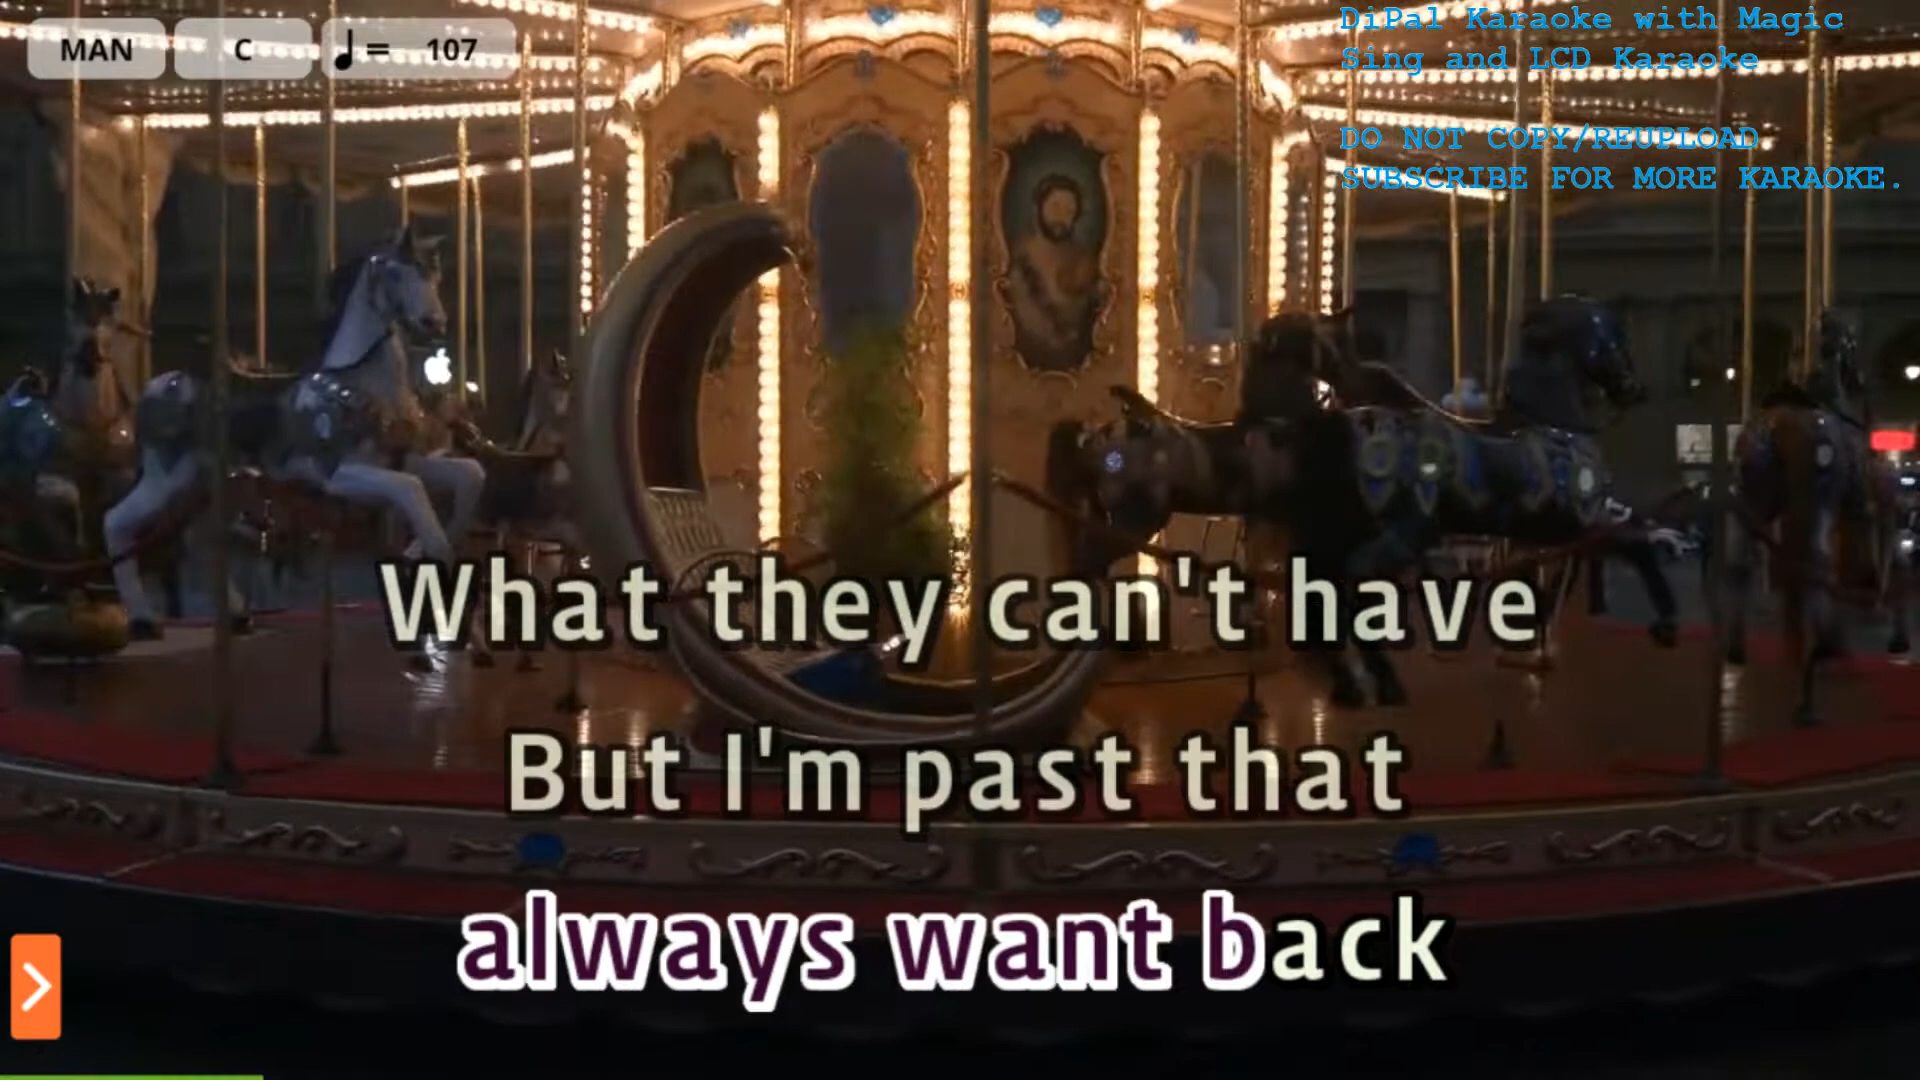 MAN
C
♩= 107
DiPal Karaoke with Magic
Sing and LCD Karaoke
DO NOT COPY/REUPLOAD
SUBSCRIBE FOR MORE KARAOKE.
What they can't have
But I'm past that
always want back